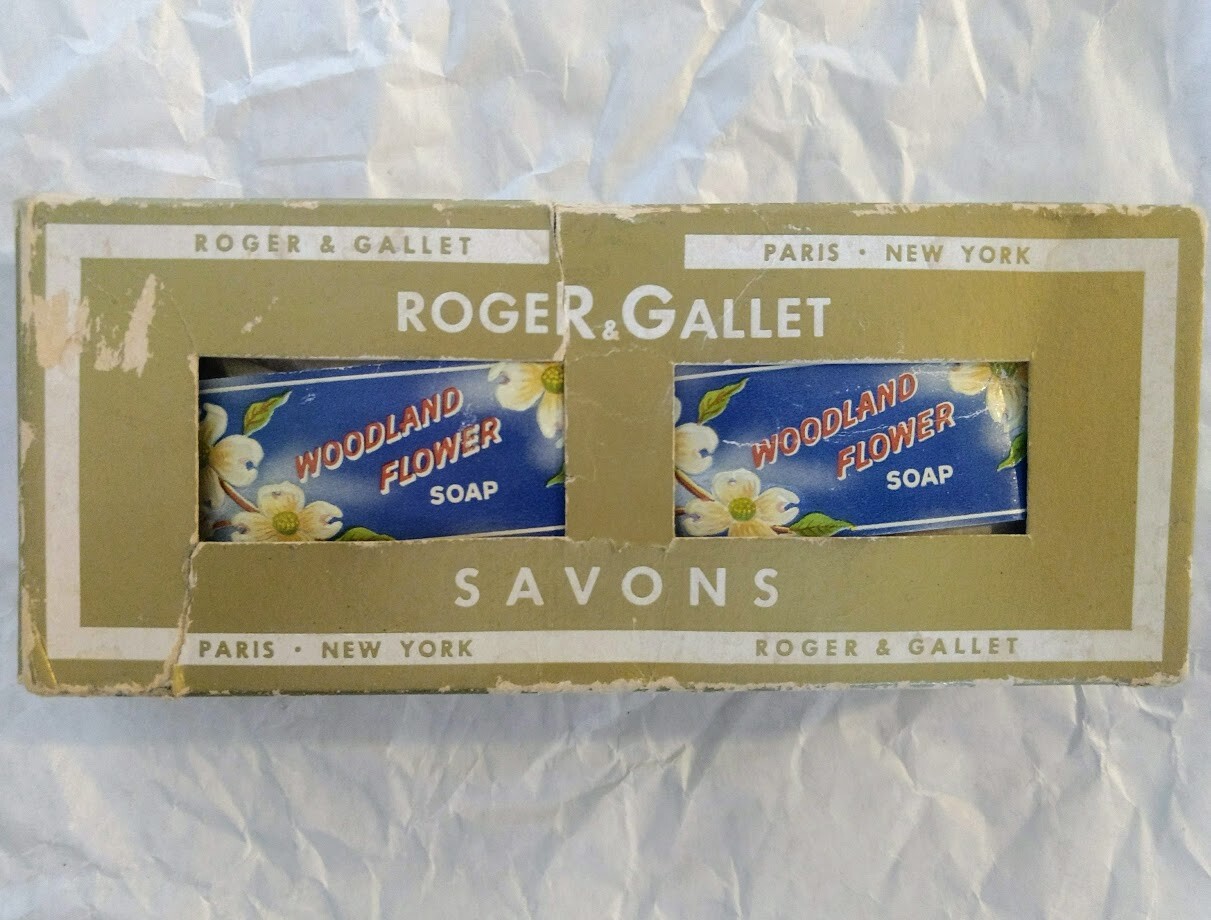 ROGER & GALLET
PARIS · NEW YORK
ROGER & GALLET
WOODLAND
FLOWER
SOAP
WOODLAND
FLOWER
SOAP
SAVONS
PARIS · NEW YORK
ROGER & GALLET